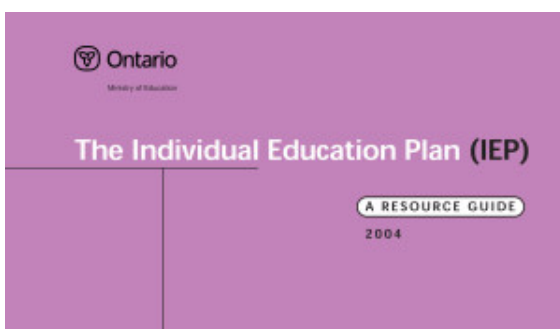 Ontario
Ministry of Education
The Individual Education Plan (IEP)
A RESOURCE GUIDE
2004